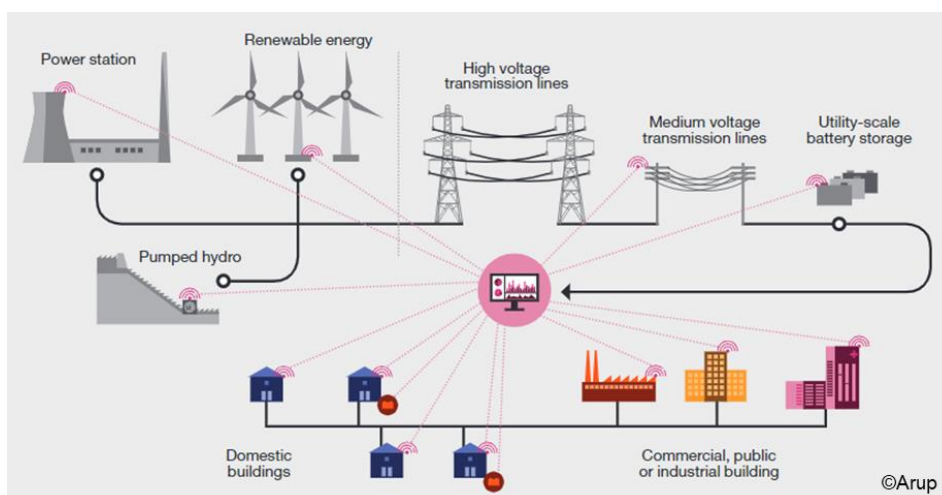 Power station
Renewable energy
High voltage
transmission lines
Medium voltage
transmission lines
Utility-scale
battery storage
Pumped hydro
Domestic
buildings
Commercial, public
or industrial building
©Arup